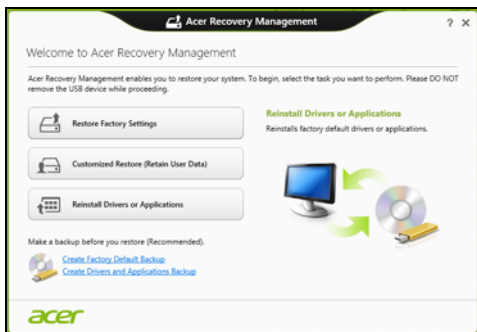 Acer Recovery Management
? ×
Welcome to Acer Recovery Management
Acer Recovery Management enables you to restore your system. To begin, select the task you want to perform. Please DO NOT
remove the USB device while proceeding.
Restore Factory Settings
Customized Restore (Retain User Data)
Reinstall Drivers or Applications
Reinstall Drivers or Applications
Reinstalls factory default drivers or applications.
Make a backup before you restore (Recommended).
Create Factory Default Backup
Create Drivers and Applications Backup
acer